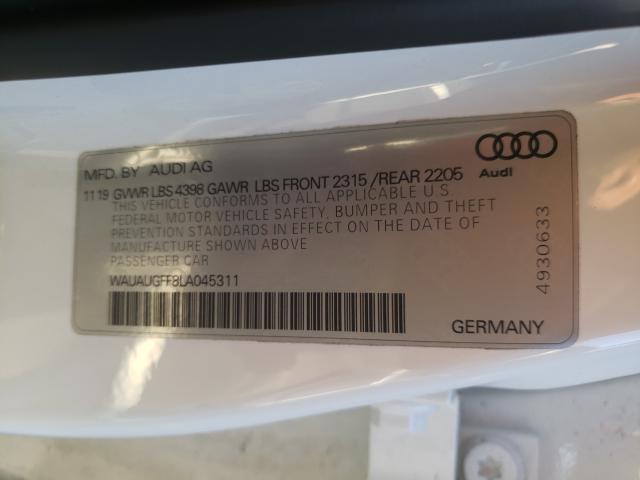 MFD. BY AUDI AG
11 19 GVWR LBS 4398 GAWR LBS FRONT 2315 / REAR 2205
THIS VEHICLE CONFORMS TO ALL APPLICABLE U.S.
FEDERAL MOTOR VEHICLE SAFETY, BUMPER AND THEFT
PREVENTION STANDARDS IN EFFECT ON THE DATE OF
MANUFACTURE SHOWN ABOVE
PASSENGER CAR
WAUAUGFF8LA045311
Audi
4930633
GERMANY